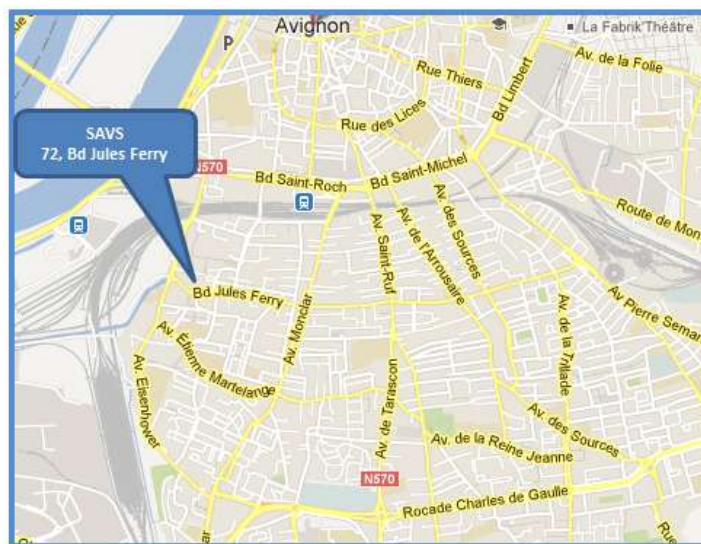 Avignon
La Fabrik'Théâtre
P
Av. de la Folie
Rue Thiers
Bd Limbert
SAVS
72, Bd Jules Ferry
Rue des Lices
N570
Bd Saint-Roch
Bd Saint-Michel
Av. des Sources
Route de Mon
Av. Saint-Ruf
Av. de l'Arrousaire
Bd Jules Ferry
Av. Monclar
Av Pierre Semar
Av. de la Trillade
Av. Étienne Martelange
Av. Eisenhower
Av. de Tarascon
Av. des Sources
Av. de la Reine Jeanne
N570
Rocade Charles de Gaulle